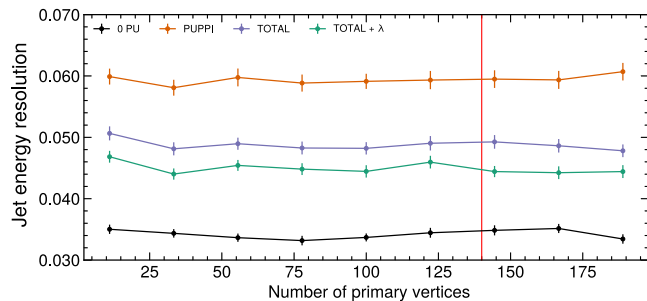 0.070
0 PU PUPPI TOTAL TOTAL + λ
0.060
0.050
0.040
0.030
Jet energy resolution
25 50 75 100 125 150 175
Number of primary vertices